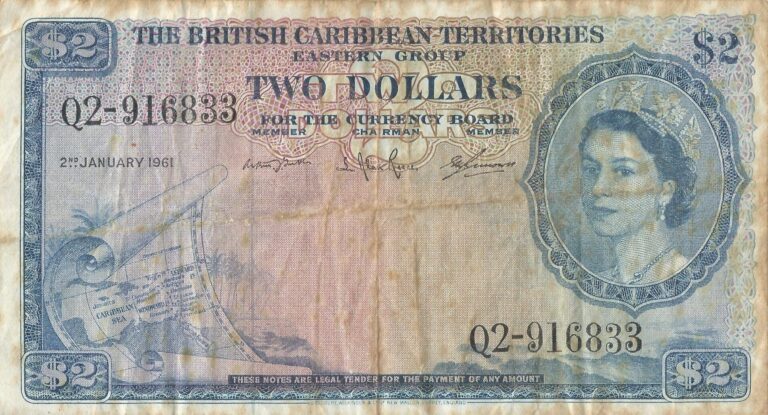 $2 THE BRITISH CARIBBEAN TERRITORIES $2
EASTERN GROUP
TWO DOLLARS
Q2-916833
FOR THE CURRENCY BOARD
MEMBER CHAIRMAN MEMBER
2ND JANUARY 1961
CARIBBEAN
SEA
Q2-916833
$2 THESE NOTES ARE LEGAL TENDER FOR THE PAYMENT OF ANY AMOUNT $2